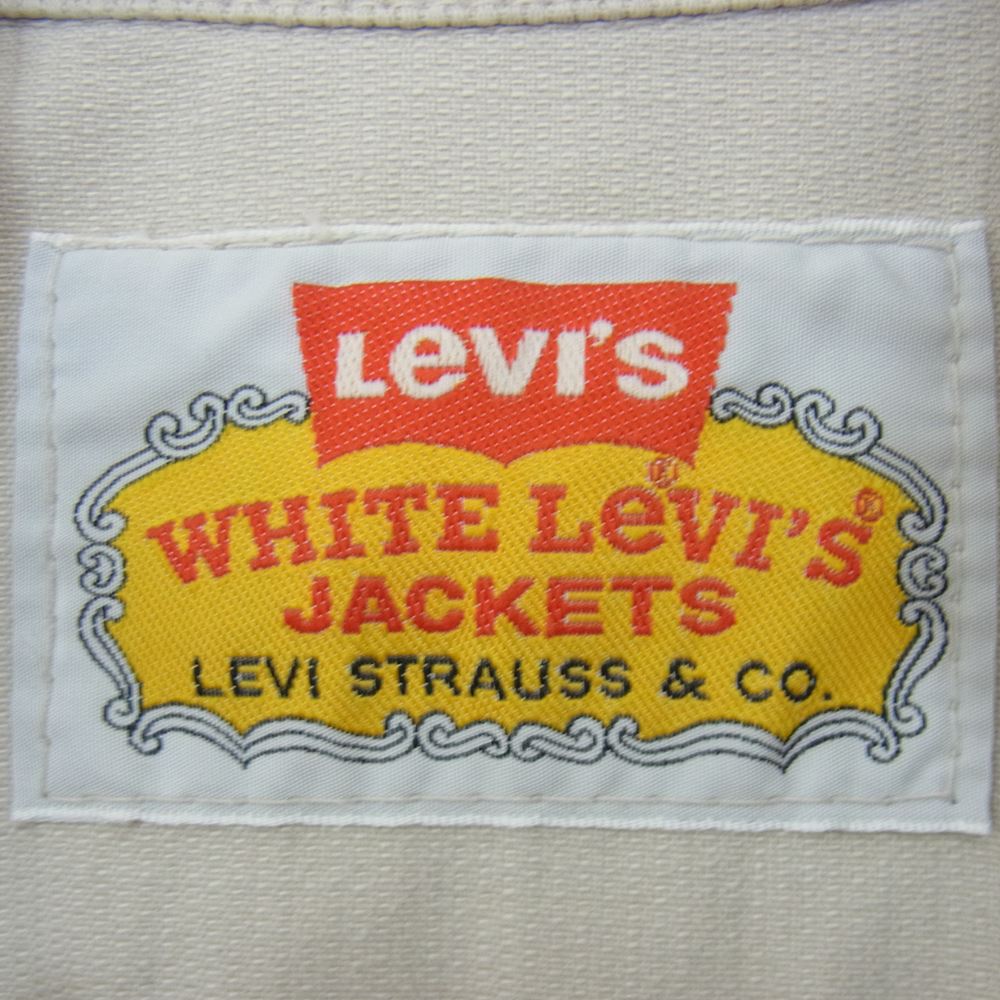 LeVI's
®
WHITE LeVI'S®
JACKETS
LEVI STRAUSS & CO.